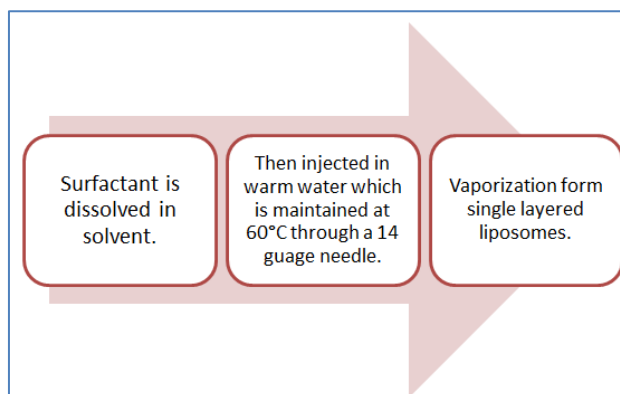 Surfactant is
dissolved in
solvent.
Then injected in
warm water which
is maintained at
60°C through a 14
guage needle.
Vaporization form
single layered
liposomes.